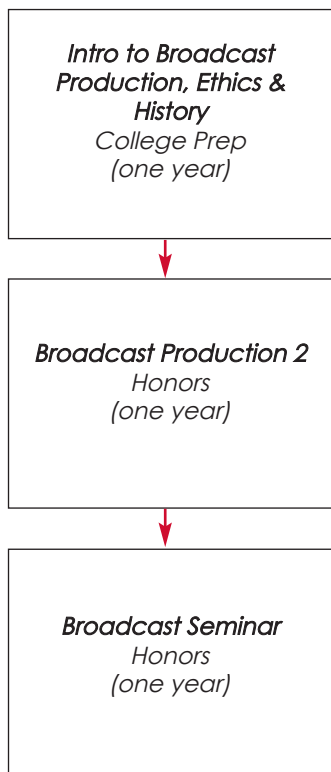 Intro to Broadcast
Production, Ethics &
History
College Prep
(one year)
Broadcast Production 2
Honors
(one year)
Broadcast Seminar
Honors
(one year)